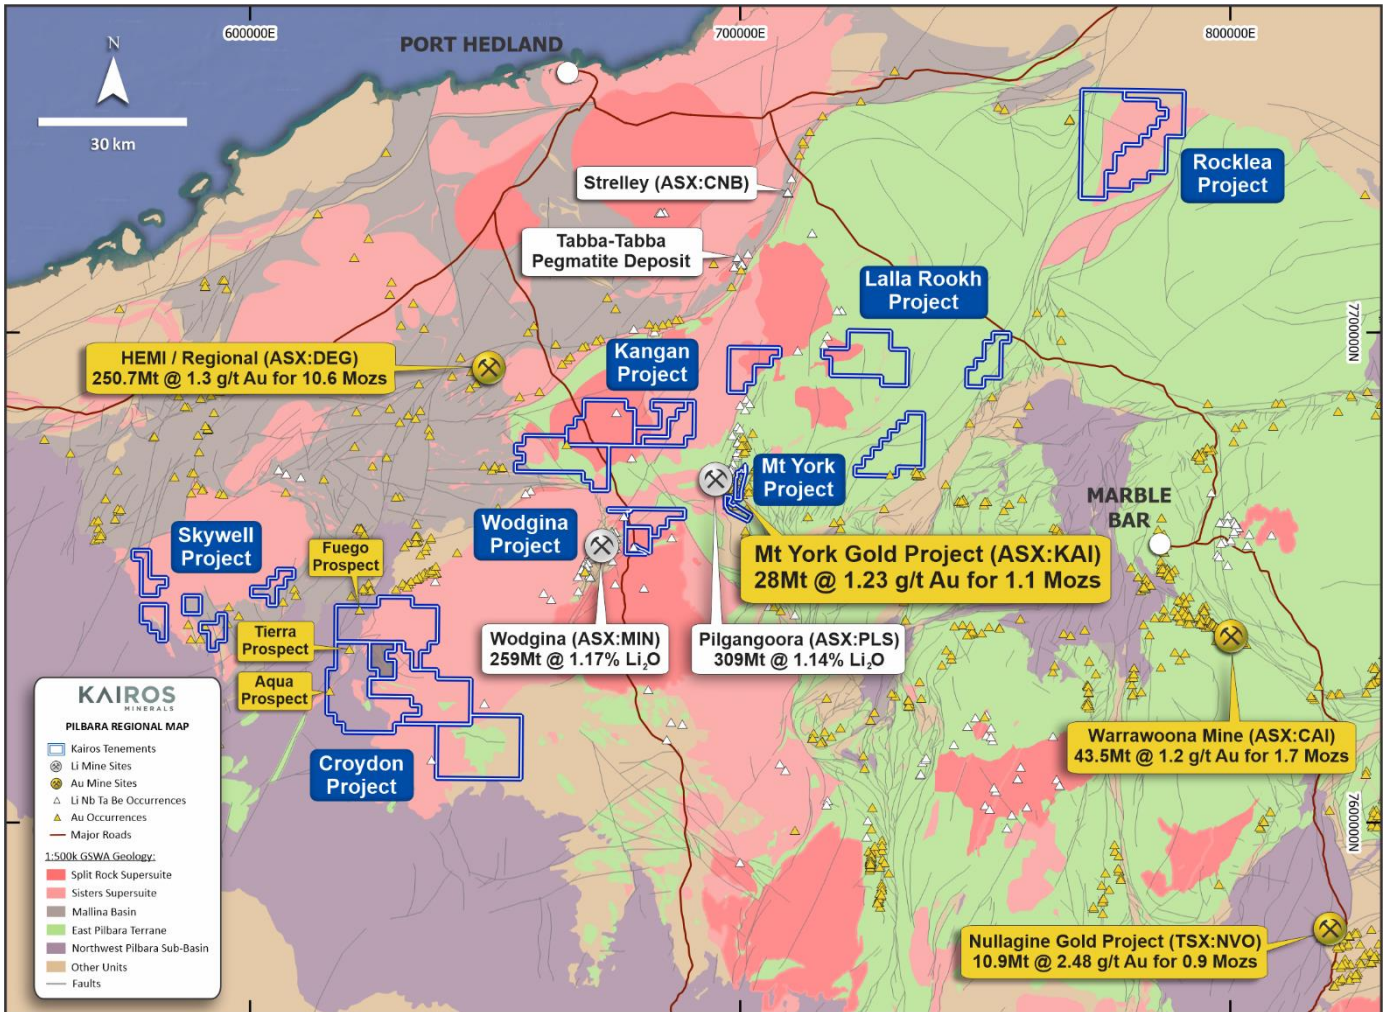 600000E
700000E
800000E
N
30 km
PORT HEDLAND
Rocklea
Project
Strelley (ASX:CNB)
Tabba-Tabba
Pegmatite Deposit
Lalla Rookh
Project
7700000N
HEMI / Regional (ASX:DEG)
250.7Mt @ 1.3 g/t Au for 10.6 Mozs
Kangan
Project
Mt York
Project
MARBLE
BAR
Skywell
Project
Fuego
Prospect
Wodgina
Project
Mt York Gold Project (ASX:KAI)
28Mt @ 1.23 g/t Au for 1.1 Mozs
Tierra
Prospect
Wodgina (ASX:MIN)
259Mt @ 1.17% Li₂O
Pilgangoora (ASX:PLS)
309Mt @ 1.14% Li₂O
Aqua
Prospect
Warrawoona Mine (ASX:CAI)
43.5Mt @ 1.2 g/t Au for 1.7 Mozs
Croydon
Project
7600000N
Nullagine Gold Project (TSX:NVO)
10.9Mt @ 2.48 g/t Au for 0.9 Mozs
KAIROS
MINERALS
PILBARA REGIONAL MAP
Kairos Tenements
Li Mine Sites
Au Mine Sites
Li Nb Ta Be Occurrences
Au Occurrences
Major Roads
1:500k GSWA Geology:
Split Rock Supersuite
Sisters Supersuite
Mallina Basin
East Pilbara Terrane
Northwest Pilbara Sub-Basin
Other Units
Faults